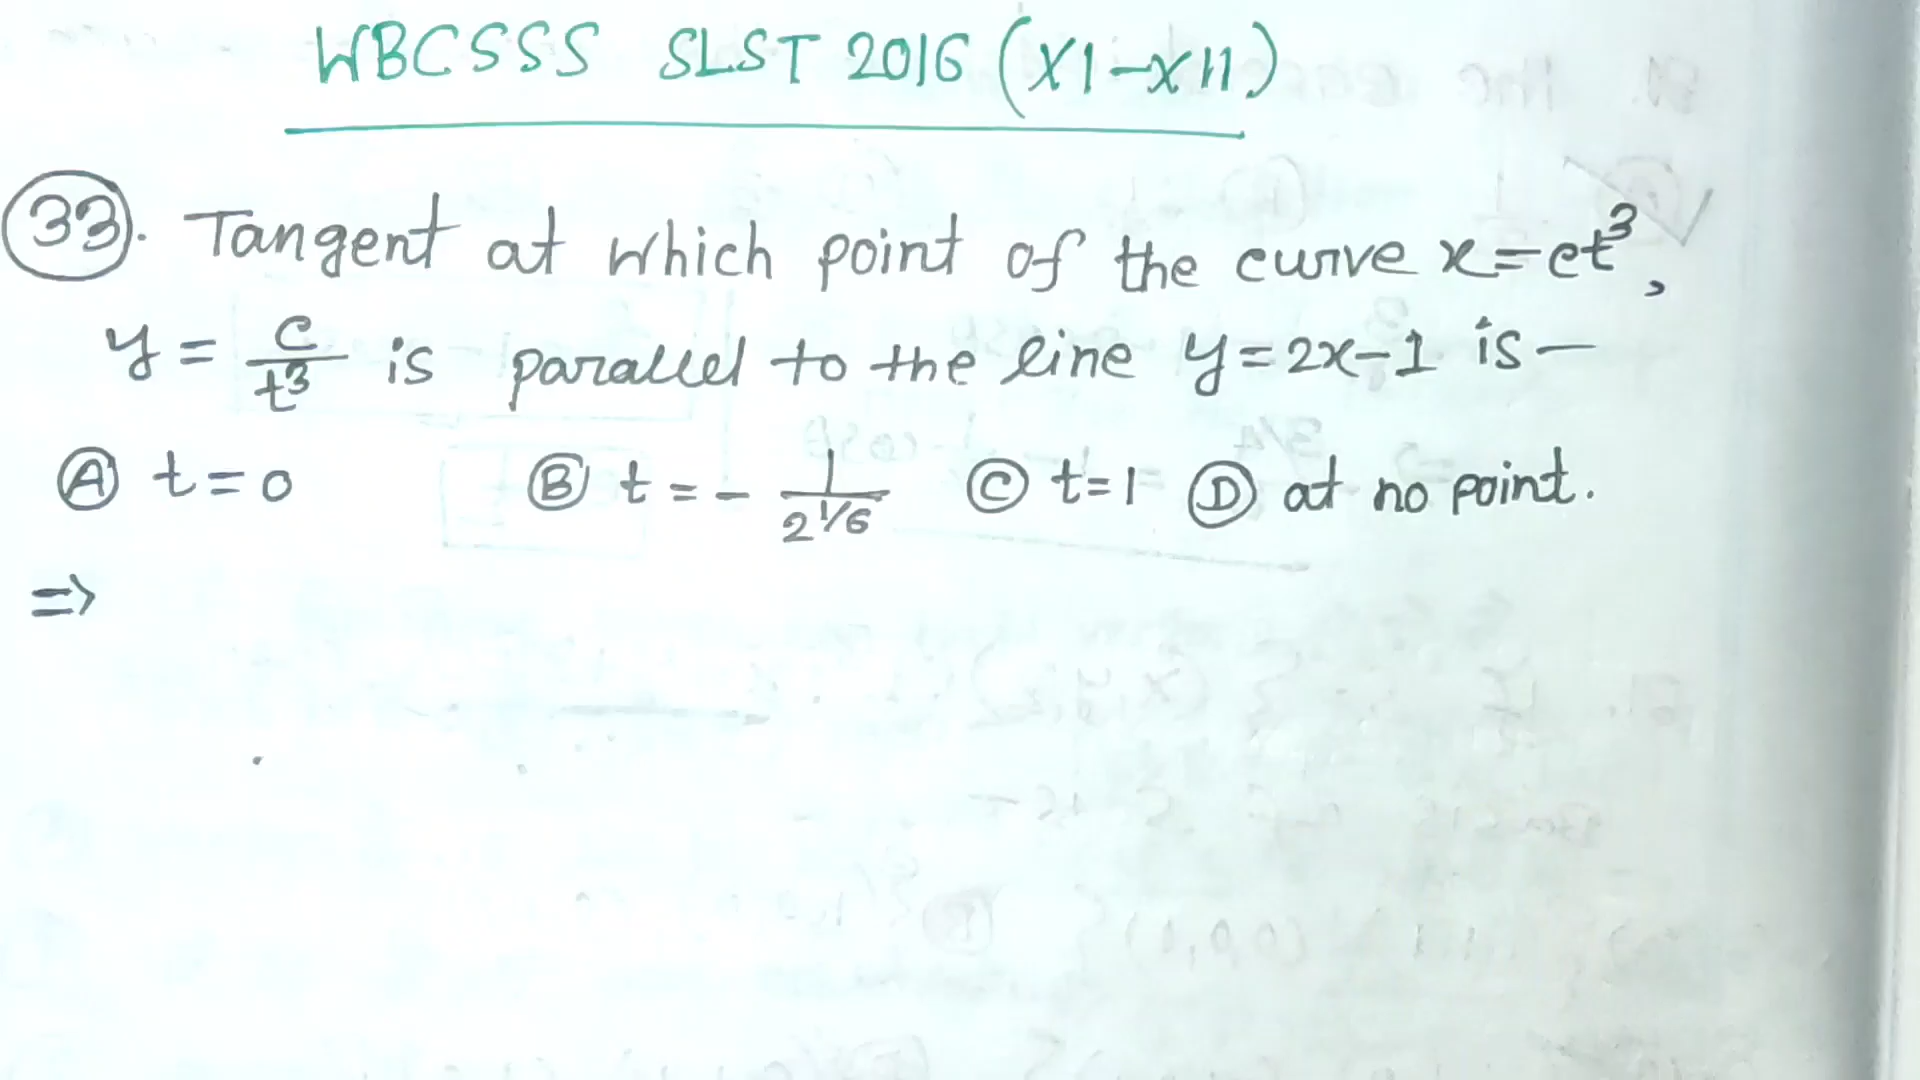 WBCSSS SLST 2016 (XI-XII)
33. Tangent at which point of the curve x=ct³,
y = c/t³ is parallel to the line y=2x-1 is —
Ⓐ t=0 Ⓑ t = - 1/2^1/6 Ⓒ t=1 Ⓓ at no point.
=>